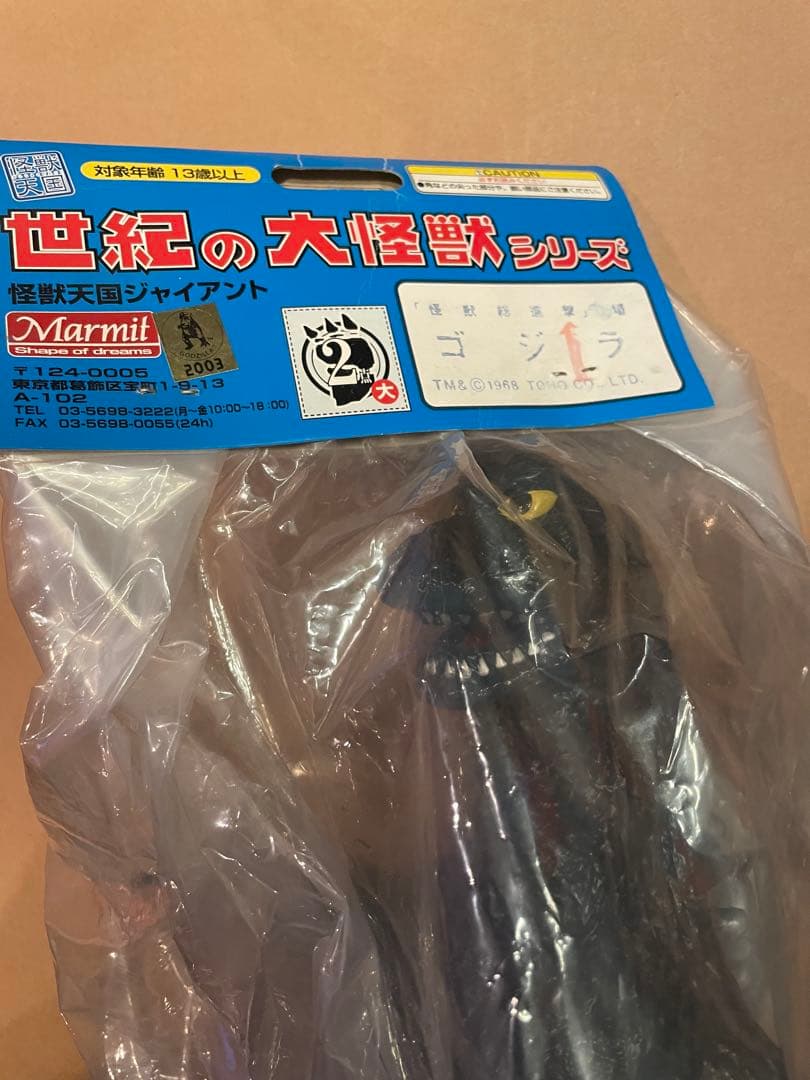 怪獣天国
対象年齢 13歳以上
CAUTION
世紀の大怪獣シリーズ
怪獣天国ジャイアント
Marmit
Shape of dreams
GODZILLA
2003
〒124-0005
東京都葛飾区宝町1-9-13
A-102
TEL 03-5698-3222(月〜金10:00〜18:00)
FAX 03-5698-0055(24h)
2点
大
「怪獣総進撃」
ゴジラ
TM&Ⓒ1968 TOHO CO., LTD.